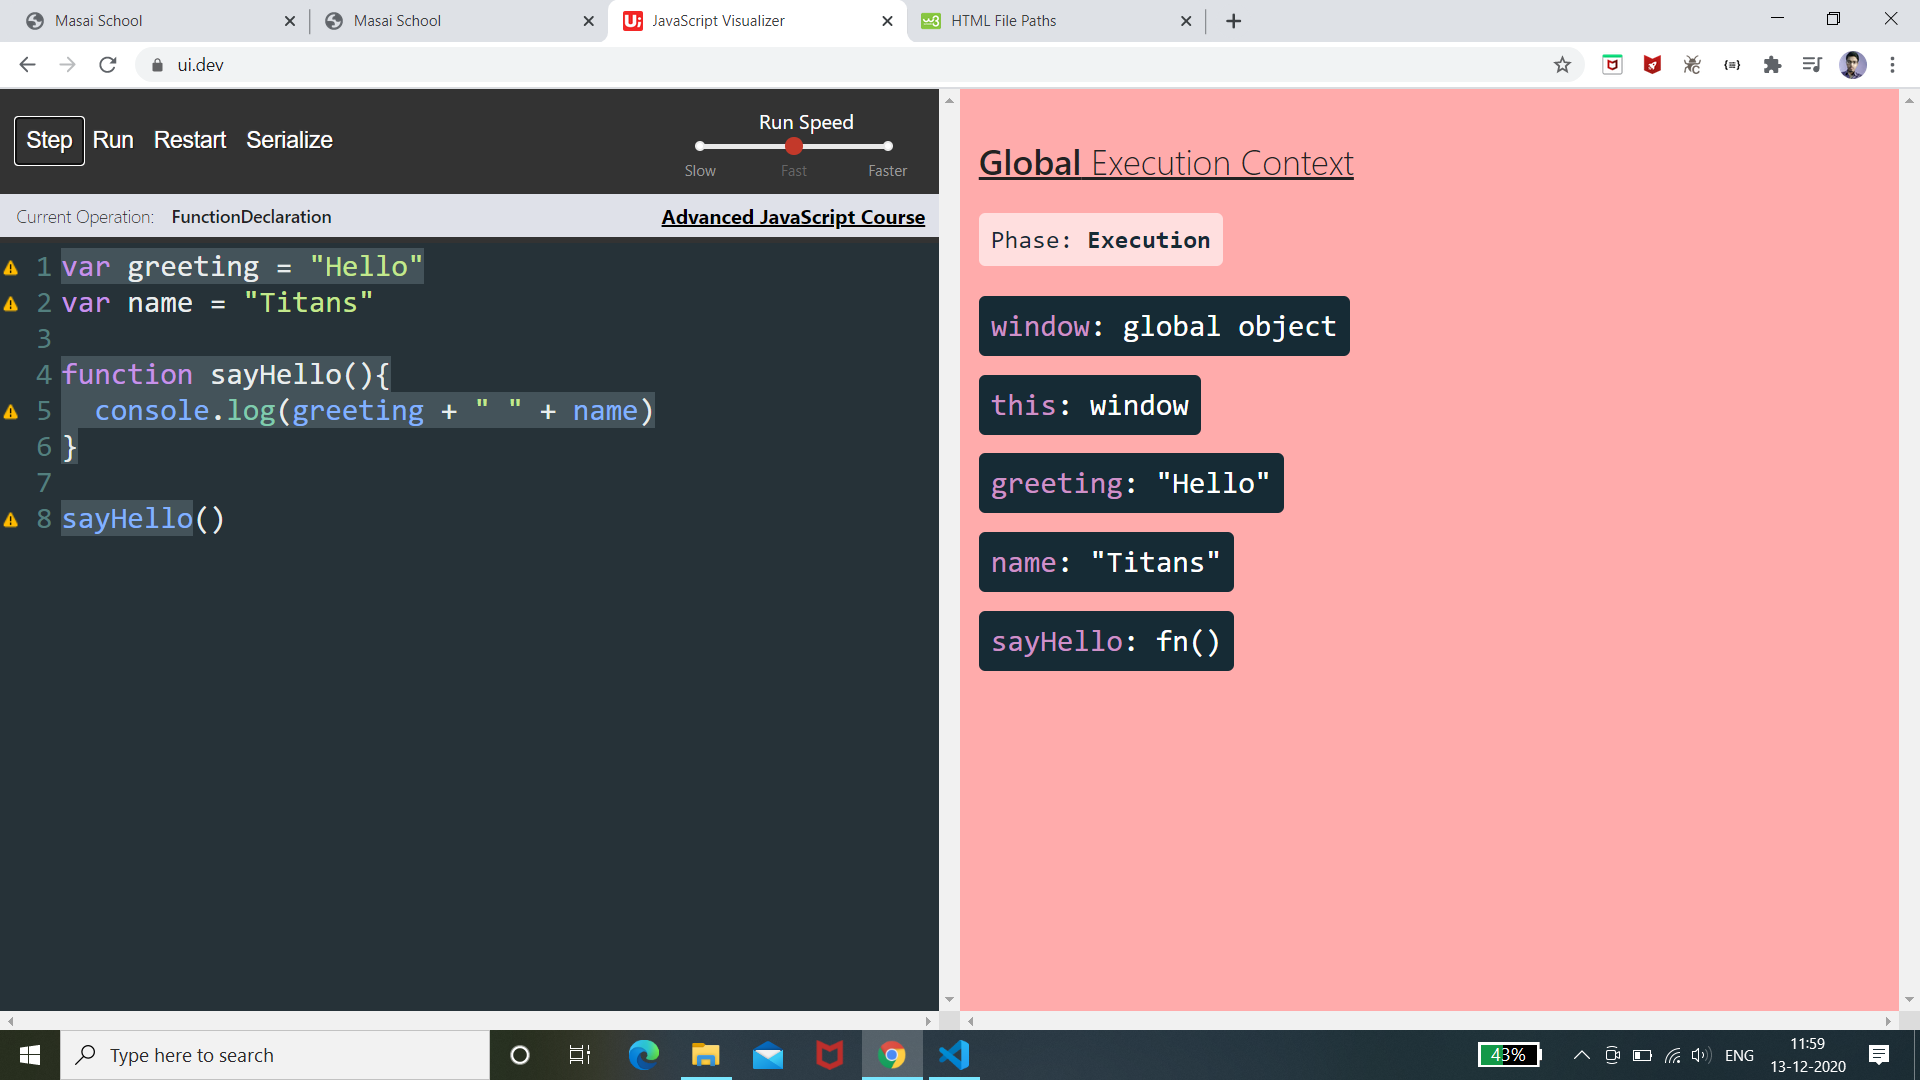 Masai School
Masai School
JavaScript Visualizer
HTML File Paths
ui.dev
Step Run Restart Serialize
Run Speed
Slow Fast Faster
Current Operation: FunctionDeclaration
Advanced JavaScript Course
1 var greeting = "Hello"
2 var name = "Titans"
3
4 function sayHello(){
5 console.log(greeting + " " + name)
6 }
7
8 sayHello()
Global Execution Context
Phase: Execution
window: global object
this: window
greeting: "Hello"
name: "Titans"
sayHello: fn()
Type here to search
43%
ENG
11:59
13-12-2020